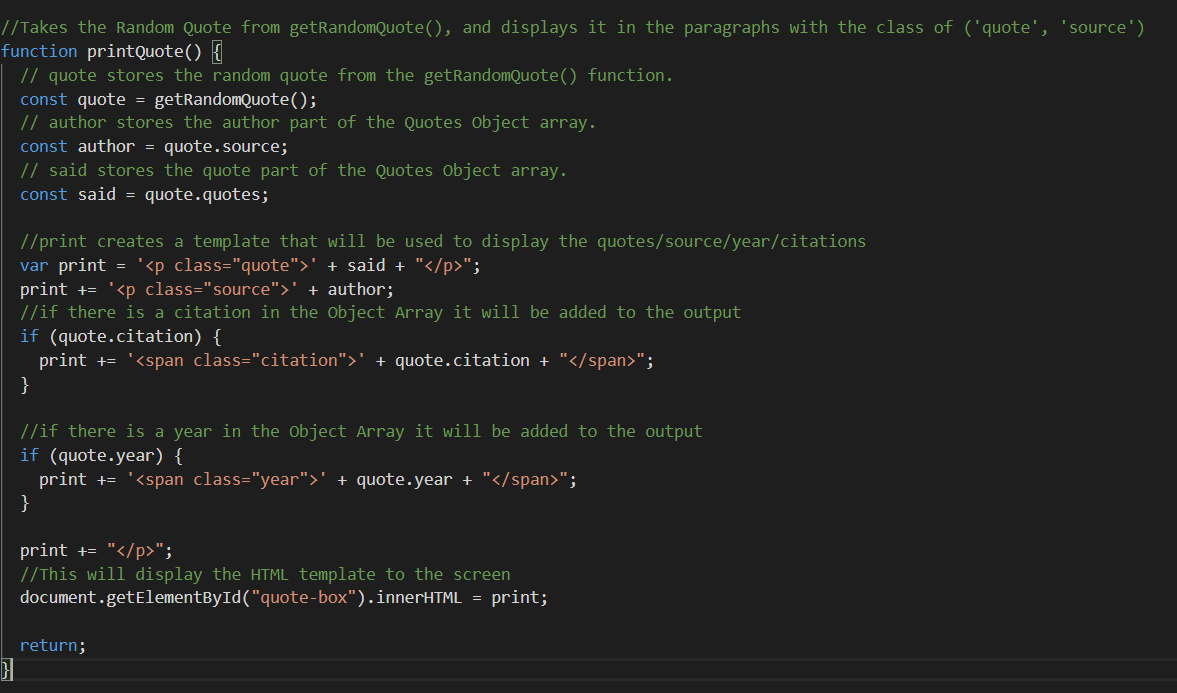 //Takes the Random Quote from getRandomQuote(), and displays it in the paragraphs with the class of ('quote', 'source')
function printQuote() {
  // quote stores the random quote from the getRandomQuote() function.
  const quote = getRandomQuote();
  // author stores the author part of the Quotes Object array.
  const author = quote.source;
  // said stores the quote part of the Quotes Object array.
  const said = quote.quotes;

  //print creates a template that will be used to display the quotes/source/year/citations
  var print = '<p class="quote">' + said + "</p>";
  print += '<p class="source">' + author;
  //if there is a citation in the Object Array it will be added to the output
  if (quote.citation) {
    print += '<span class="citation">' + quote.citation + "</span>";
  }

  //if there is a year in the Object Array it will be added to the output
  if (quote.year) {
    print += '<span class="year">' + quote.year + "</span>";
  }

  print += "</p>";
  //This will display the HTML template to the screen
  document.getElementById("quote-box").innerHTML = print;

  return;
}